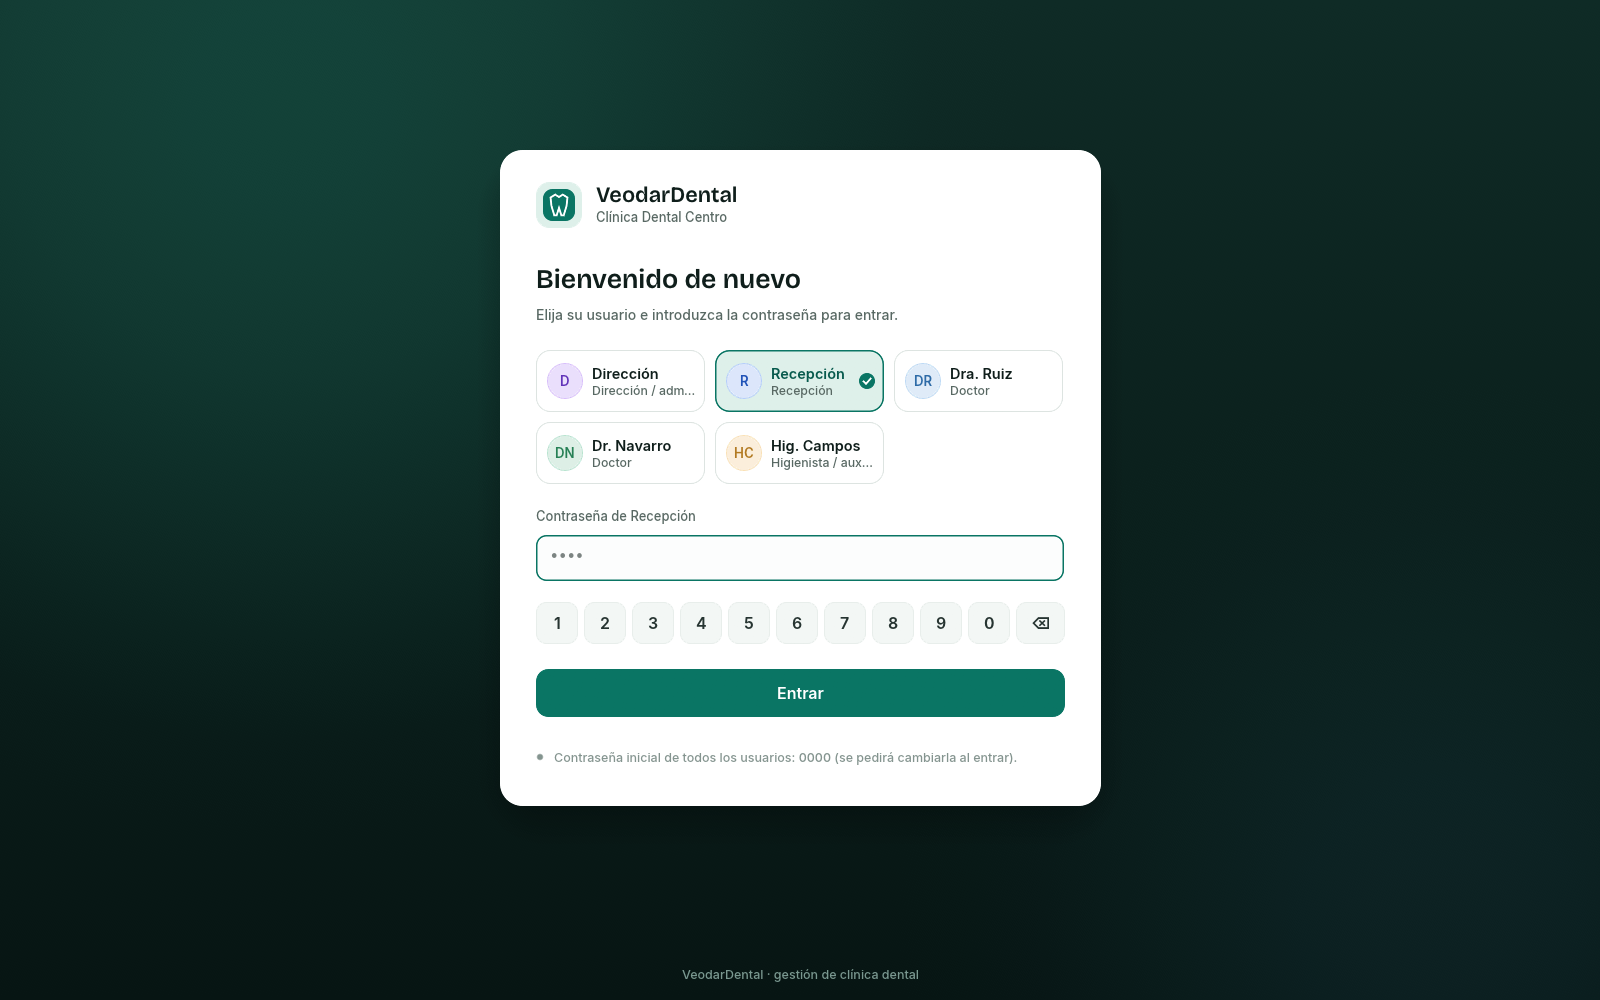 VeodarDental
Clínica Dental Centro
Bienvenido de nuevo
Elija su usuario e introduzca la contraseña para entrar.
D Dirección
Dirección / adm...
R Recepción
Recepción
DR Dra. Ruiz
Doctor
DN Dr. Navarro
Doctor
HC Hig. Campos
Higienista / aux...
Contraseña de Recepción
••••
1 2 3 4 5 6 7 8 9 0
Entrar
Contraseña inicial de todos los usuarios: 0000 (se pedirá cambiarla al entrar).
VeodarDental · gestión de clínica dental